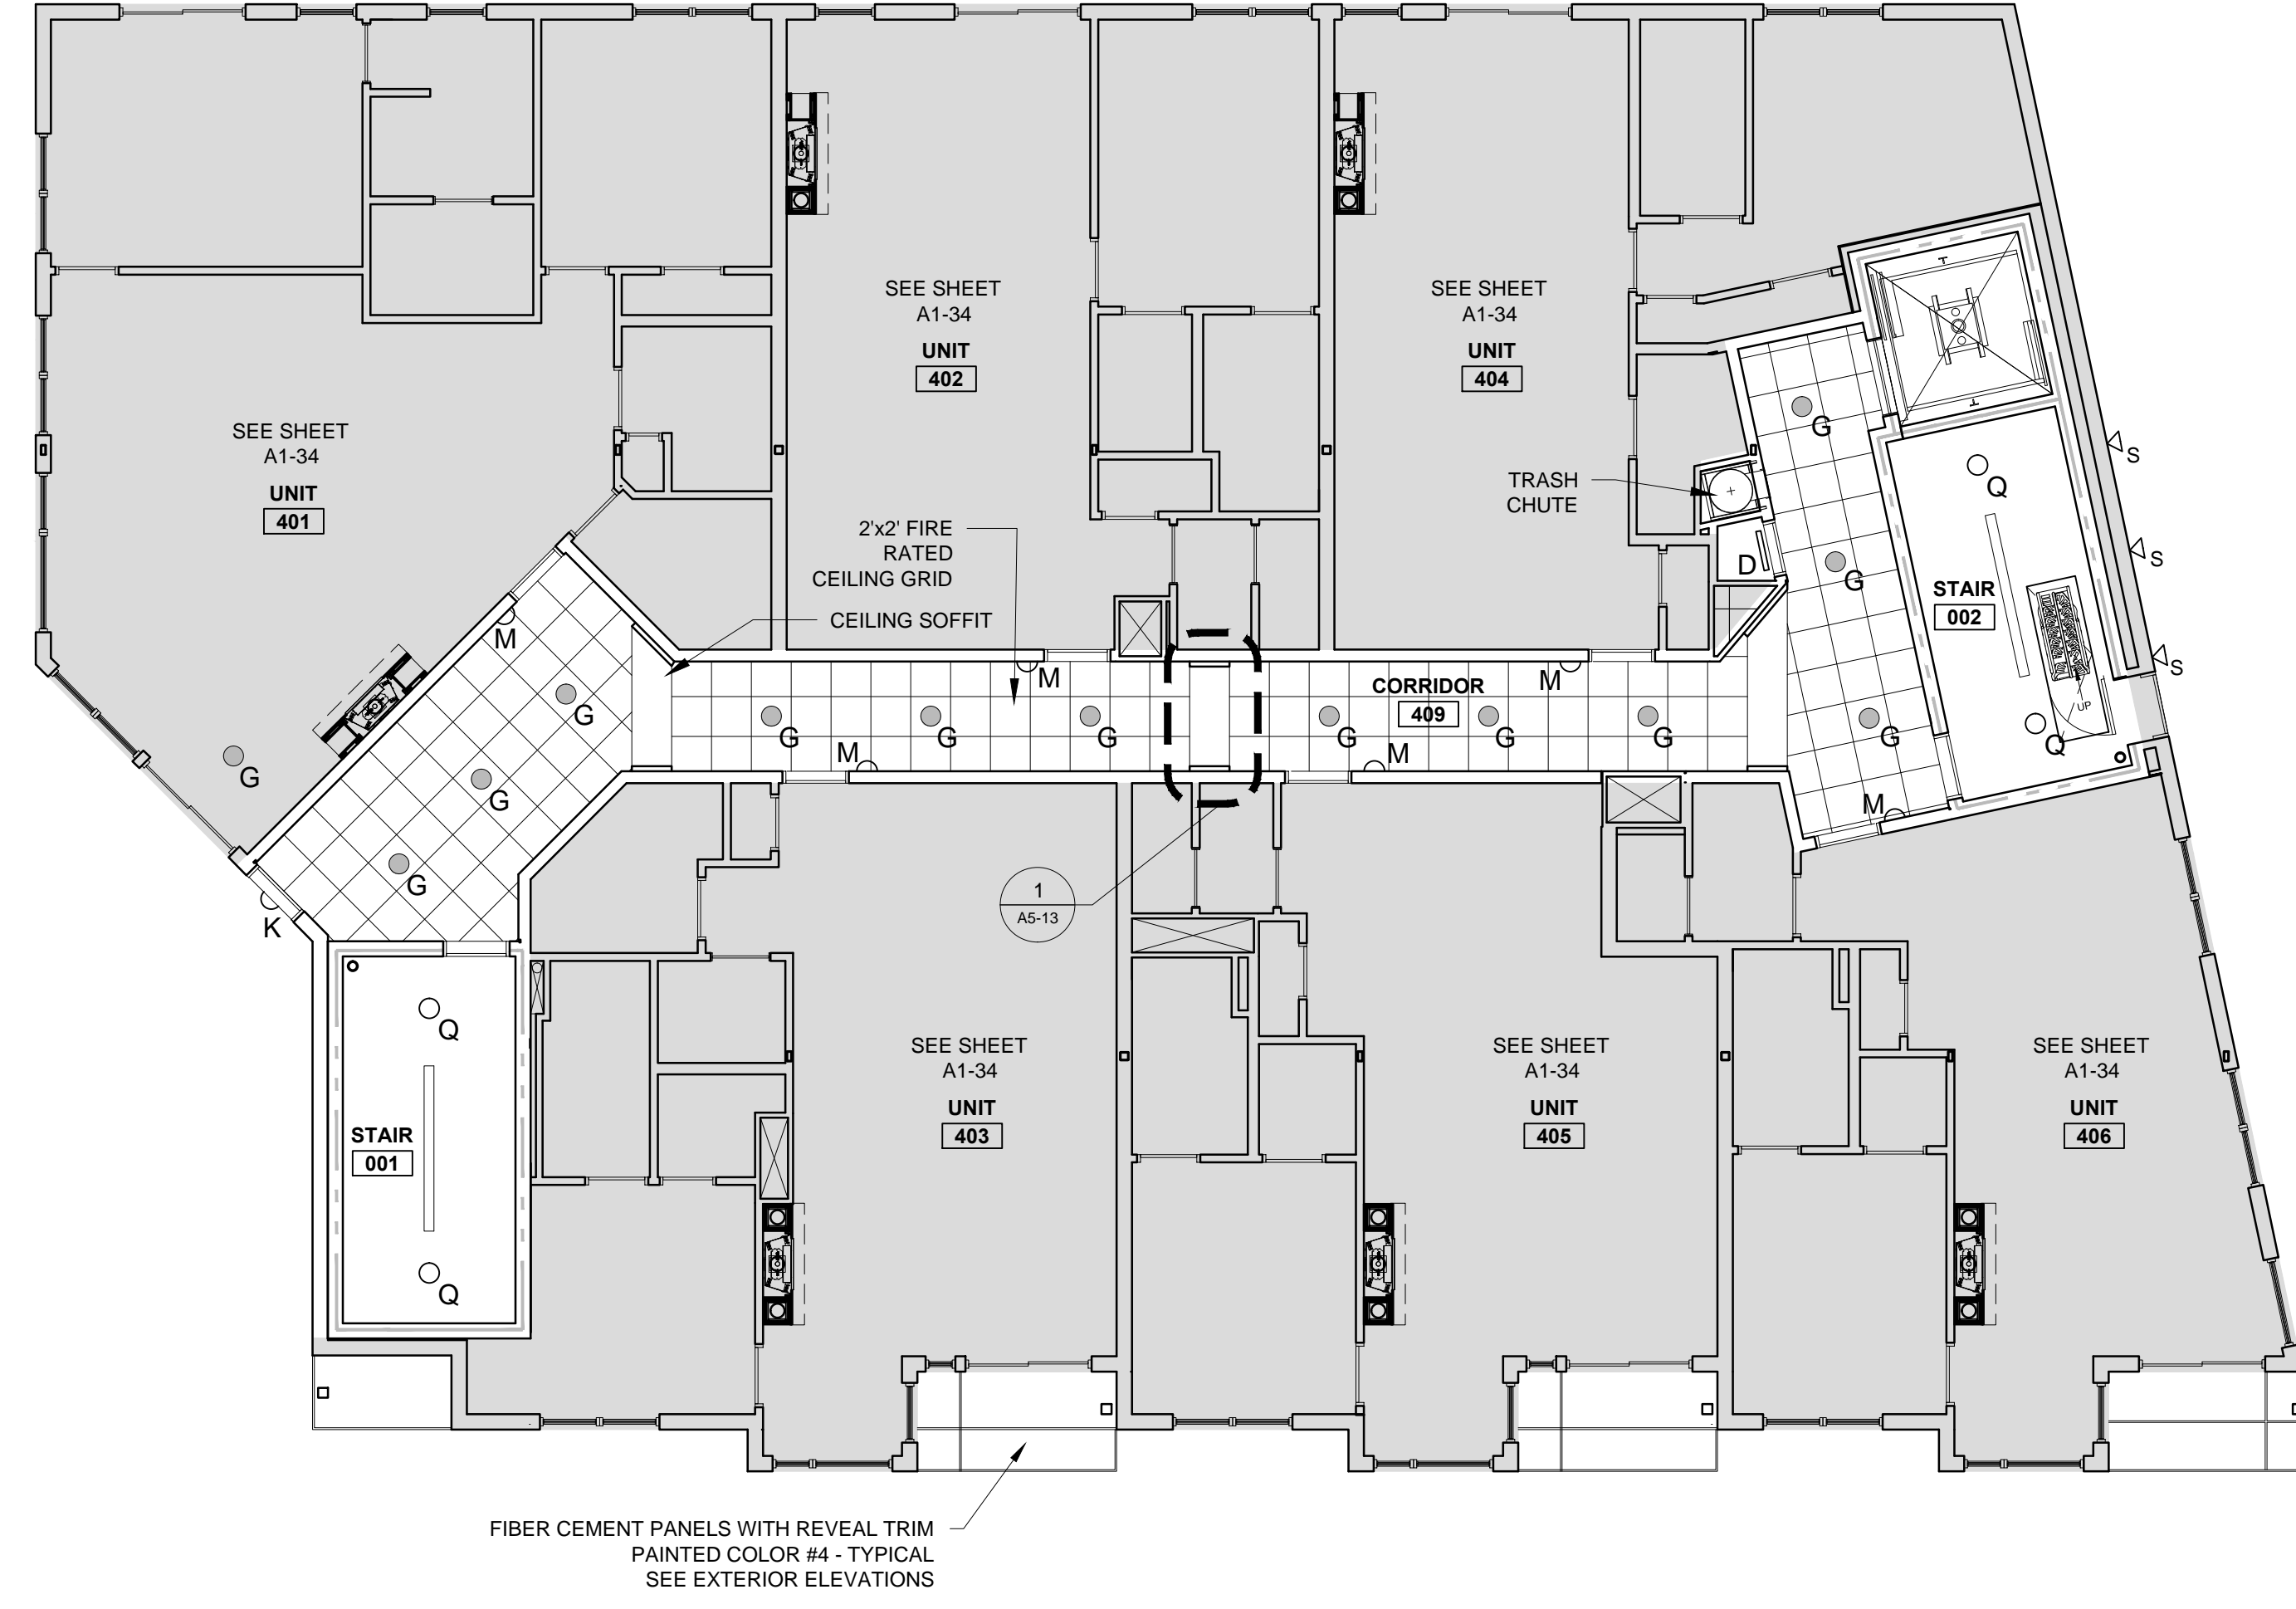 SEE SHEET
A1-34
UNIT
402
SEE SHEET
A1-34
UNIT
404
SEE SHEET
A1-34
UNIT
401
TRASH
CHUTE
2'x2' FIRE
RATED
CEILING GRID
CEILING SOFFIT
G
G
G
S
S
S
Q
Q
D
STAIR
002
UP
M
M
M
M
M
M
CORRIDOR
409
G
G
G
G
G
G
G
G
G
G
K
1
A5-13
Q
Q
STAIR
001
SEE SHEET
A1-34
UNIT
403
SEE SHEET
A1-34
UNIT
405
SEE SHEET
A1-34
UNIT
406
FIBER CEMENT PANELS WITH REVEAL TRIM
PAINTED COLOR #4 - TYPICAL
SEE EXTERIOR ELEVATIONS